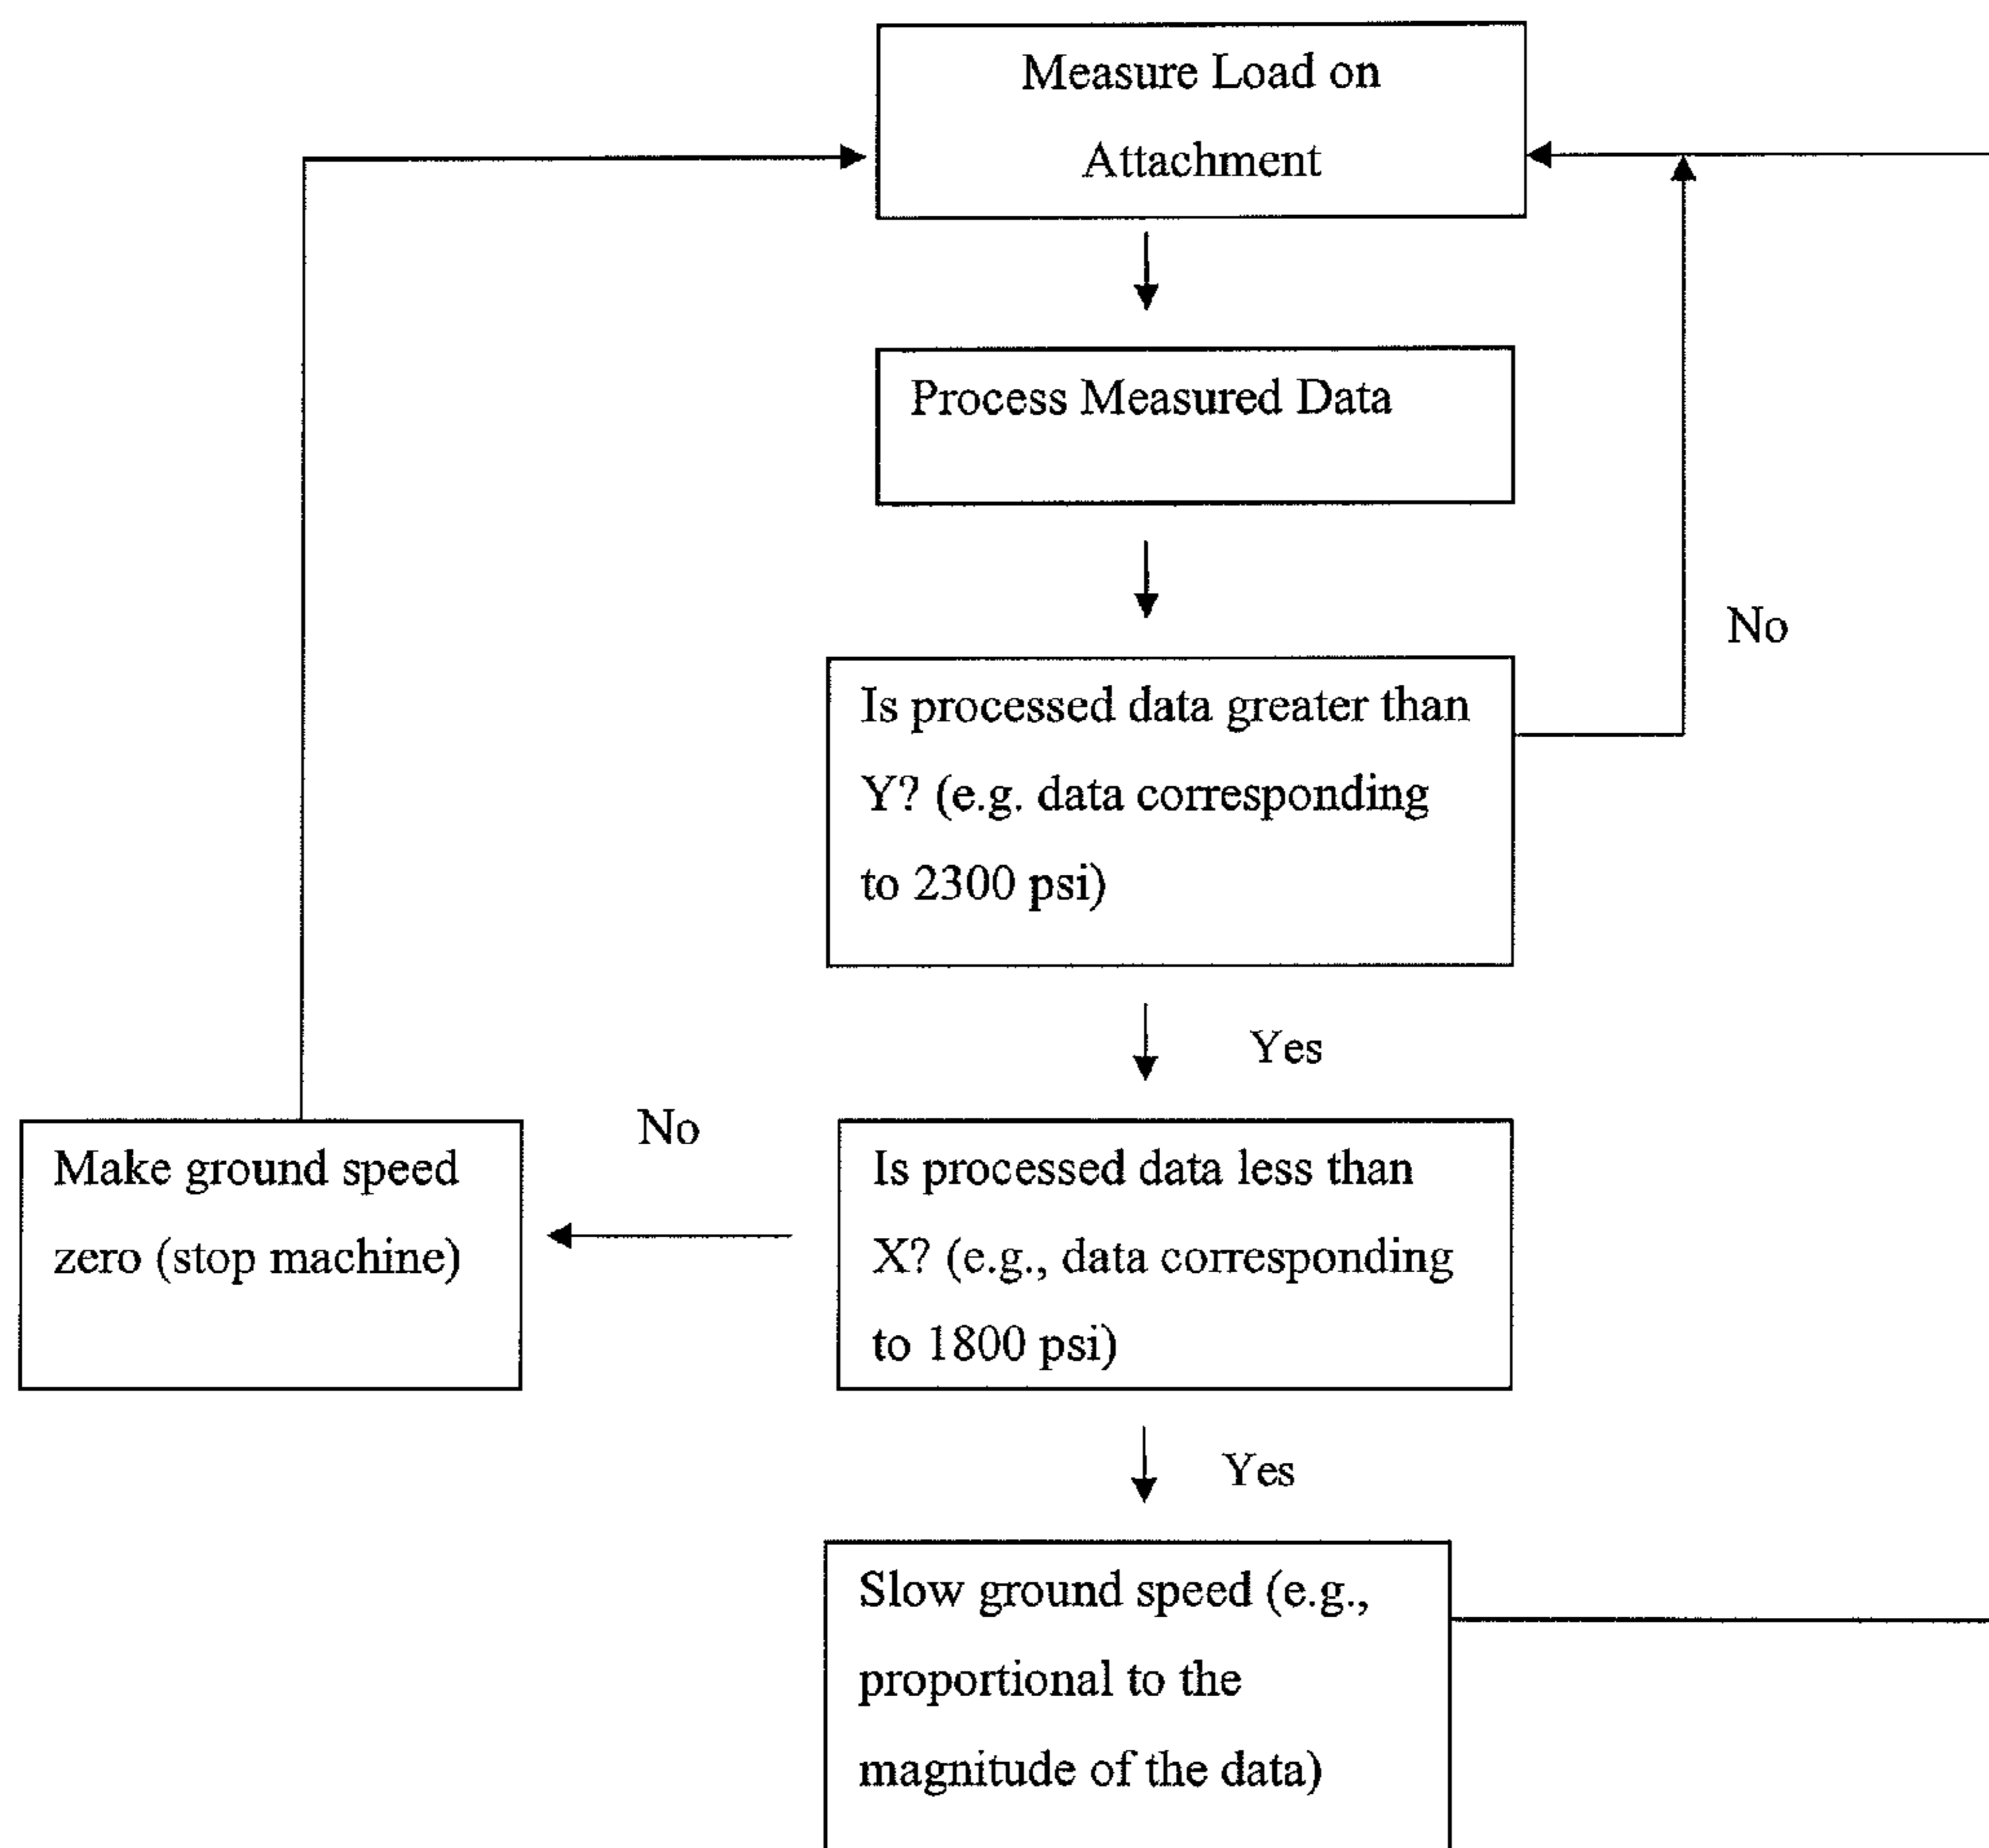 Measure Load on
Attachment
Process Measured Data
No
Is processed data greater than
Y? (e.g. data corresponding
to 2300 psi)
Yes
No
Make ground speed
zero (stop machine)
Is processed data less than
X? (e.g., data corresponding
to 1800 psi)
Yes
Slow ground speed (e.g.,
proportional to the
magnitude of the data)